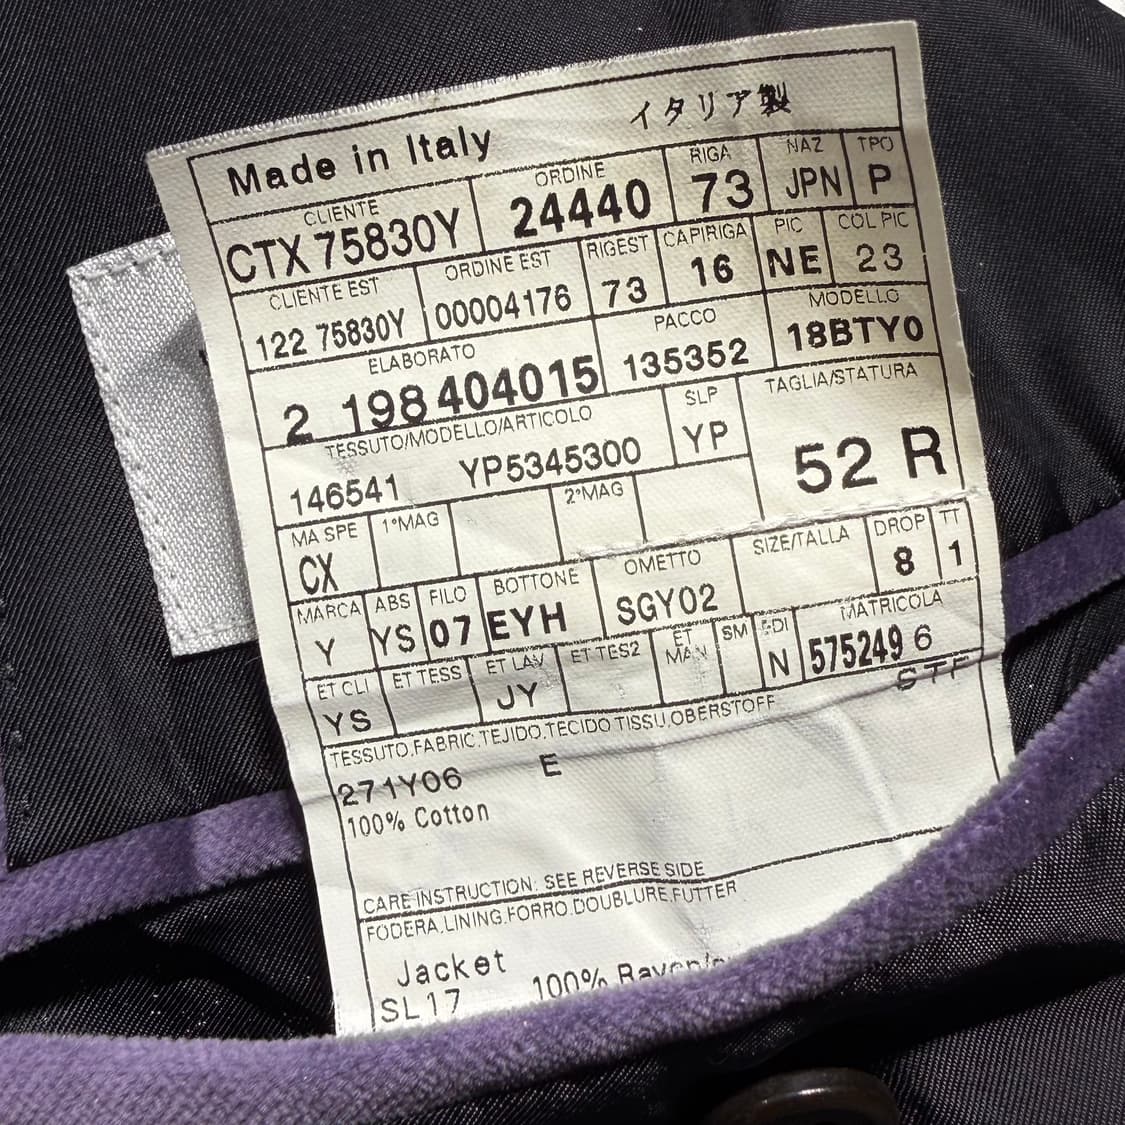 Made in Italy イタリア製
CLIENTE ORDINE RIGA NAZ TPO
CTX 75830Y 24440 73 JPN P
CLIENTE EST ORDINE EST RIGEST CAPIRIGA PIC COL PIC
122 75830Y 00004176 73 16 NE 23
ELABORATO PACCO MODELLO
2 198404015 135352 18BTY0
TESSUTO/MODELLO/ARTICOLO SLP TAGLIA/STATURA
146541 YP5345300 YP 52 R
MA SPE 1°MAG 2°MAG
CX
BOTTONE OMETTO SIZE/TALLA DROP TT
8 1
MARCA ABS FILO
Y YS 07 EYH SGY02
ET CLI ET TESS ET LAV ET TES2 ET MAN SM EDI MATRICOLA
YS JY N 575249 6
STF
TESSUTO,FABRIC,TEJIDO,TECIDO TISSU,OBERSTOFF
271Y06 E
100% Cotton
CARE INSTRUCTION: SEE REVERSE SIDE
FODERA,LINING,FORRO,DOUBLURE,FUTTER
Jacket
SL17 100%